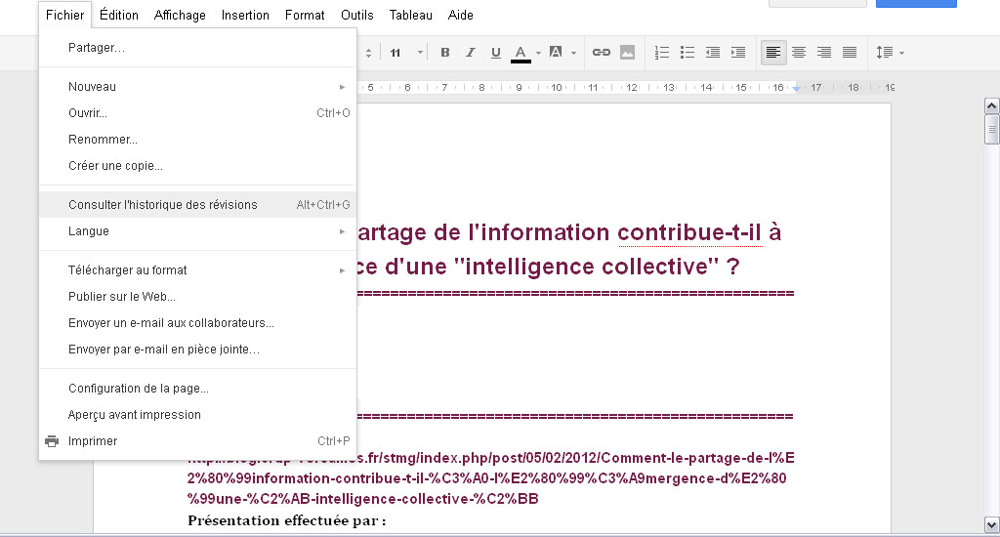 Fichier Édition Affichage Insertion Format Outils Tableau Aide
Partager...
11 B I U A A
Nouveau
5 6 7 8 9 10 11 12 13 14 15 16 17 18 19
Ouvrir... Ctrl+O
Renommer...
Créer une copie...
Consulter l'historique des révisions Alt+Ctrl+G
Langue
artage de l'information contribue-t-il à
Télécharger au format
ce d'une "intelligence collective" ?
Publier sur le Web...
Envoyer un e-mail aux collaborateurs...
Envoyer par e-mail en pièce jointe...
Configuration de la page...
Aperçu avant impression
Imprimer Ctrl+P
.fr/stmg/index.php/post/05/02/2012/Comment-le-partage-de-l%E
2%80%99information-contribue-t-il-%C3%A0-l%E2%80%99%C3%A9mergence-d%E2%80
%99une-%C2%AB-intelligence-collective-%C2%BB
Présentation effectuée par :